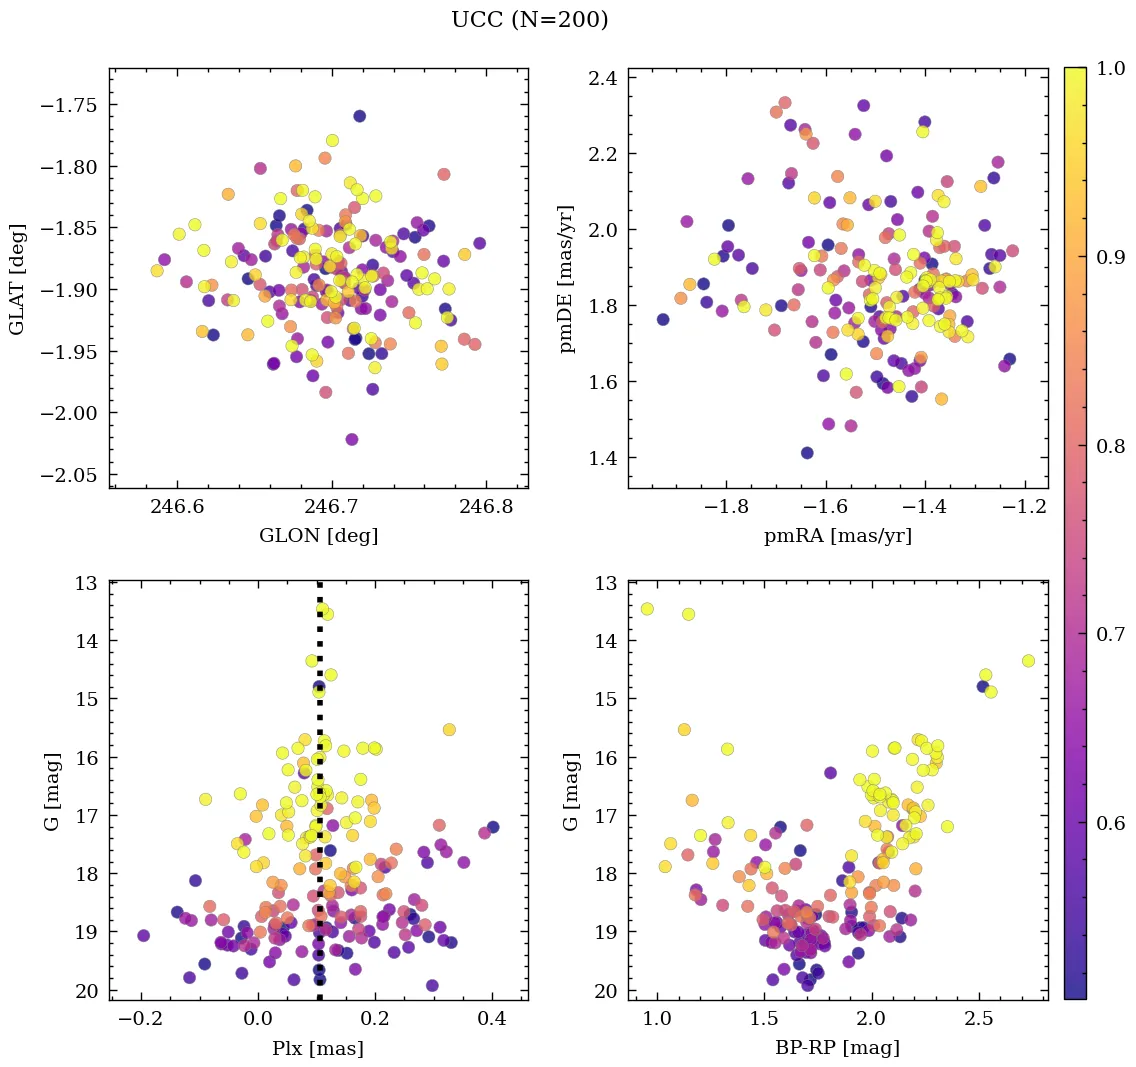 UCC (N=200)
−1.75
−1.80
−1.85
−1.90
−1.95
−2.00
−2.05
GLAT [deg]
246.6 246.7 246.8
GLON [deg]
2.4
2.2
2.0
1.8
1.6
1.4
pmDE [mas/yr]
−1.8 −1.6 −1.4 −1.2
pmRA [mas/yr]
13
14
15
16
17
18
19
20
G [mag]
−0.2 0.0 0.2 0.4
Plx [mas]
13
14
15
16
17
18
19
20
G [mag]
1.0 1.5 2.0 2.5
BP-RP [mag]
1.0
0.9
0.8
0.7
0.6